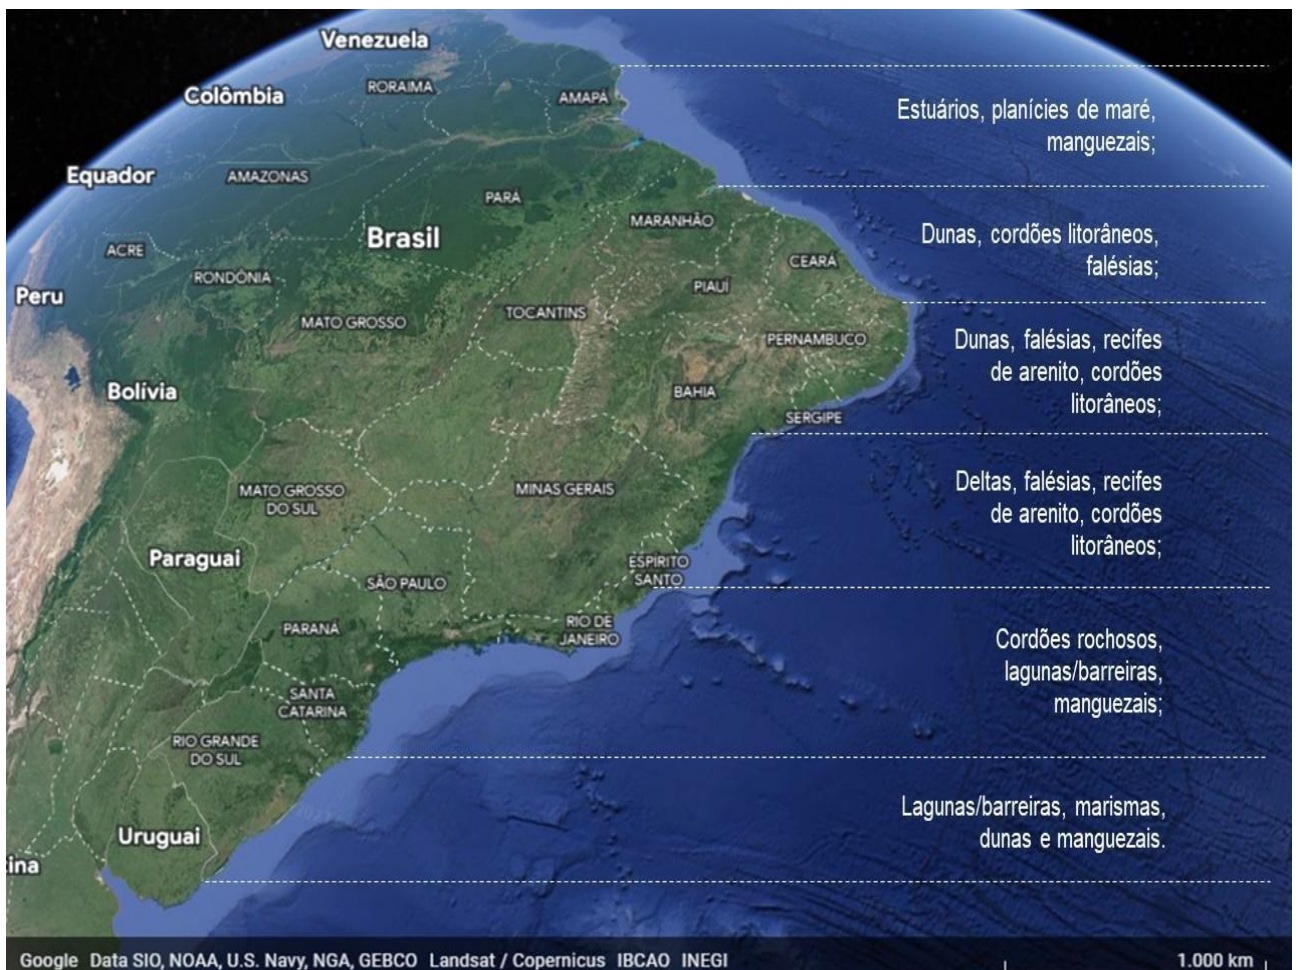 Venezuela
Colômbia
RORAIMA
AMAPÁ
Estuários, planícies de maré,
manguezais;
Equador
AMAZONAS
PARÁ
MARANHÃO
Brasil
Dunas, cordões litorâneos,
falésias;
ACRE
RONDÔNIA
CEARÁ
PIAUÍ
Peru
TOCANTINS
MATO GROSSO
PERNAMBUCO
Dunas, falésias, recifes
de arenito, cordões
litorâneos;
Bolívia
BAHIA
SERGIPE
MATO GROSSO
DO SUL
MINAS GERAIS
Deltas, falésias, recifes
de arenito, cordões
litorâneos;
Paraguai
ESPÍRITO
SANTO
SÃO PAULO
PARANÁ
RIO DE
JANEIRO
Cordões rochosos,
lagunas/barreiras,
manguezais;
SANTA
CATARINA
RIO GRANDE
DO SUL
Uruguai
Lagunas/barreiras, marismas,
dunas e manguezais.
ina
Google Data SIO, NOAA, U.S. Navy, NGA, GEBCO Landsat / Copernicus IBCAO INEGI
1.000 km